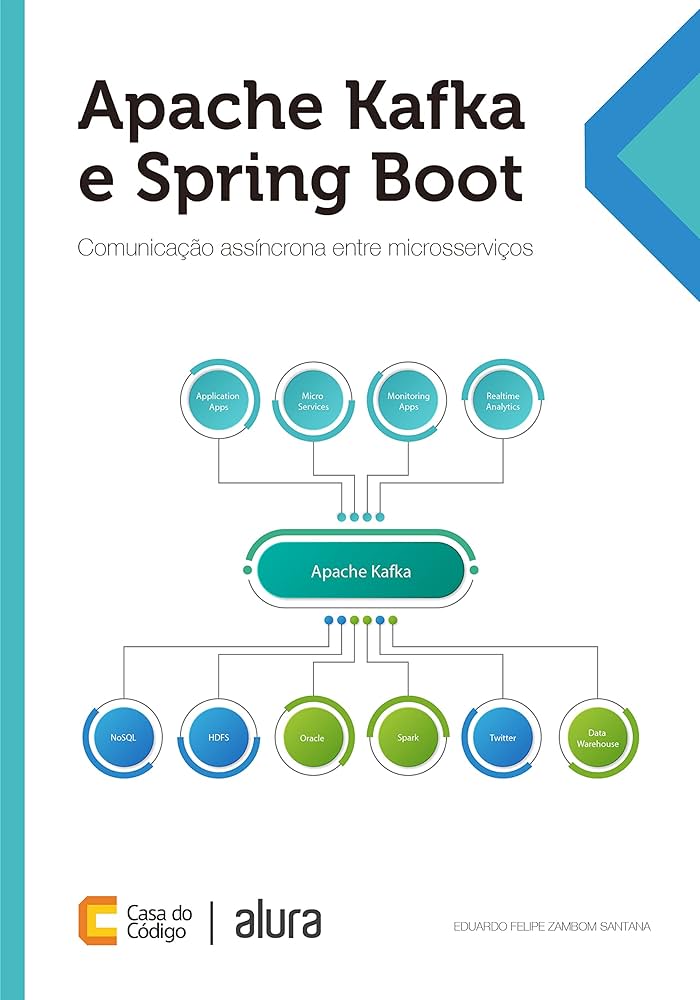 Apache Kafka
e Spring Boot
Comunicação assíncrona entre microsserviços
Application
Apps
Micro
Services
Monitoring
Apps
Realtime
Analytics
Apache Kafka
NoSQL
HDFS
Oracle
Spark
Twitter
Data
Warehouse
Casa do
Código
alura
EDUARDO FELIPE ZAMBOM SANTANA